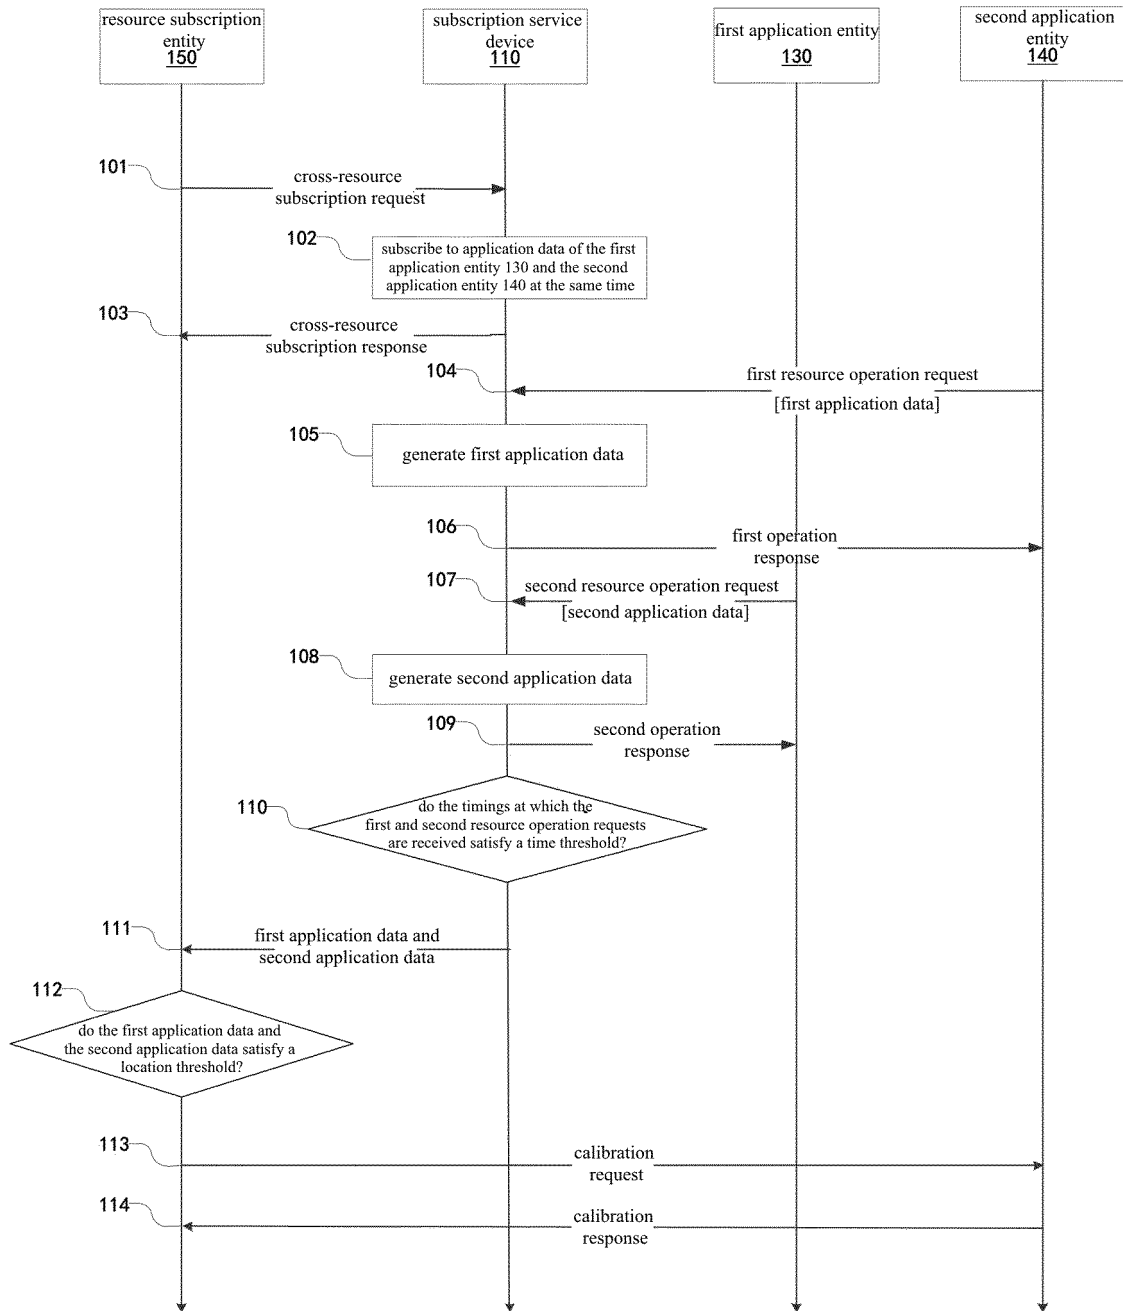 resource subscription
entity
150
subscription service
device
110
first application entity
130
second application
entity
140
101
cross-resource
subscription request
102
subscribe to application data of the first
application entity 130 and the second
application entity 140 at the same time
103
cross-resource
subscription response
104
first resource operation request
[first application data]
105
generate first application data
106
first operation
response
107
second resource operation request
[second application data]
108
generate second application data
109
second operation
response
110
do the timings at which the
first and second resource operation requests
are received satisfy a time threshold?
111
first application data and
second application data
112
do the first application data and
the second application data satisfy a
location threshold?
113
calibration
request
114
calibration
response